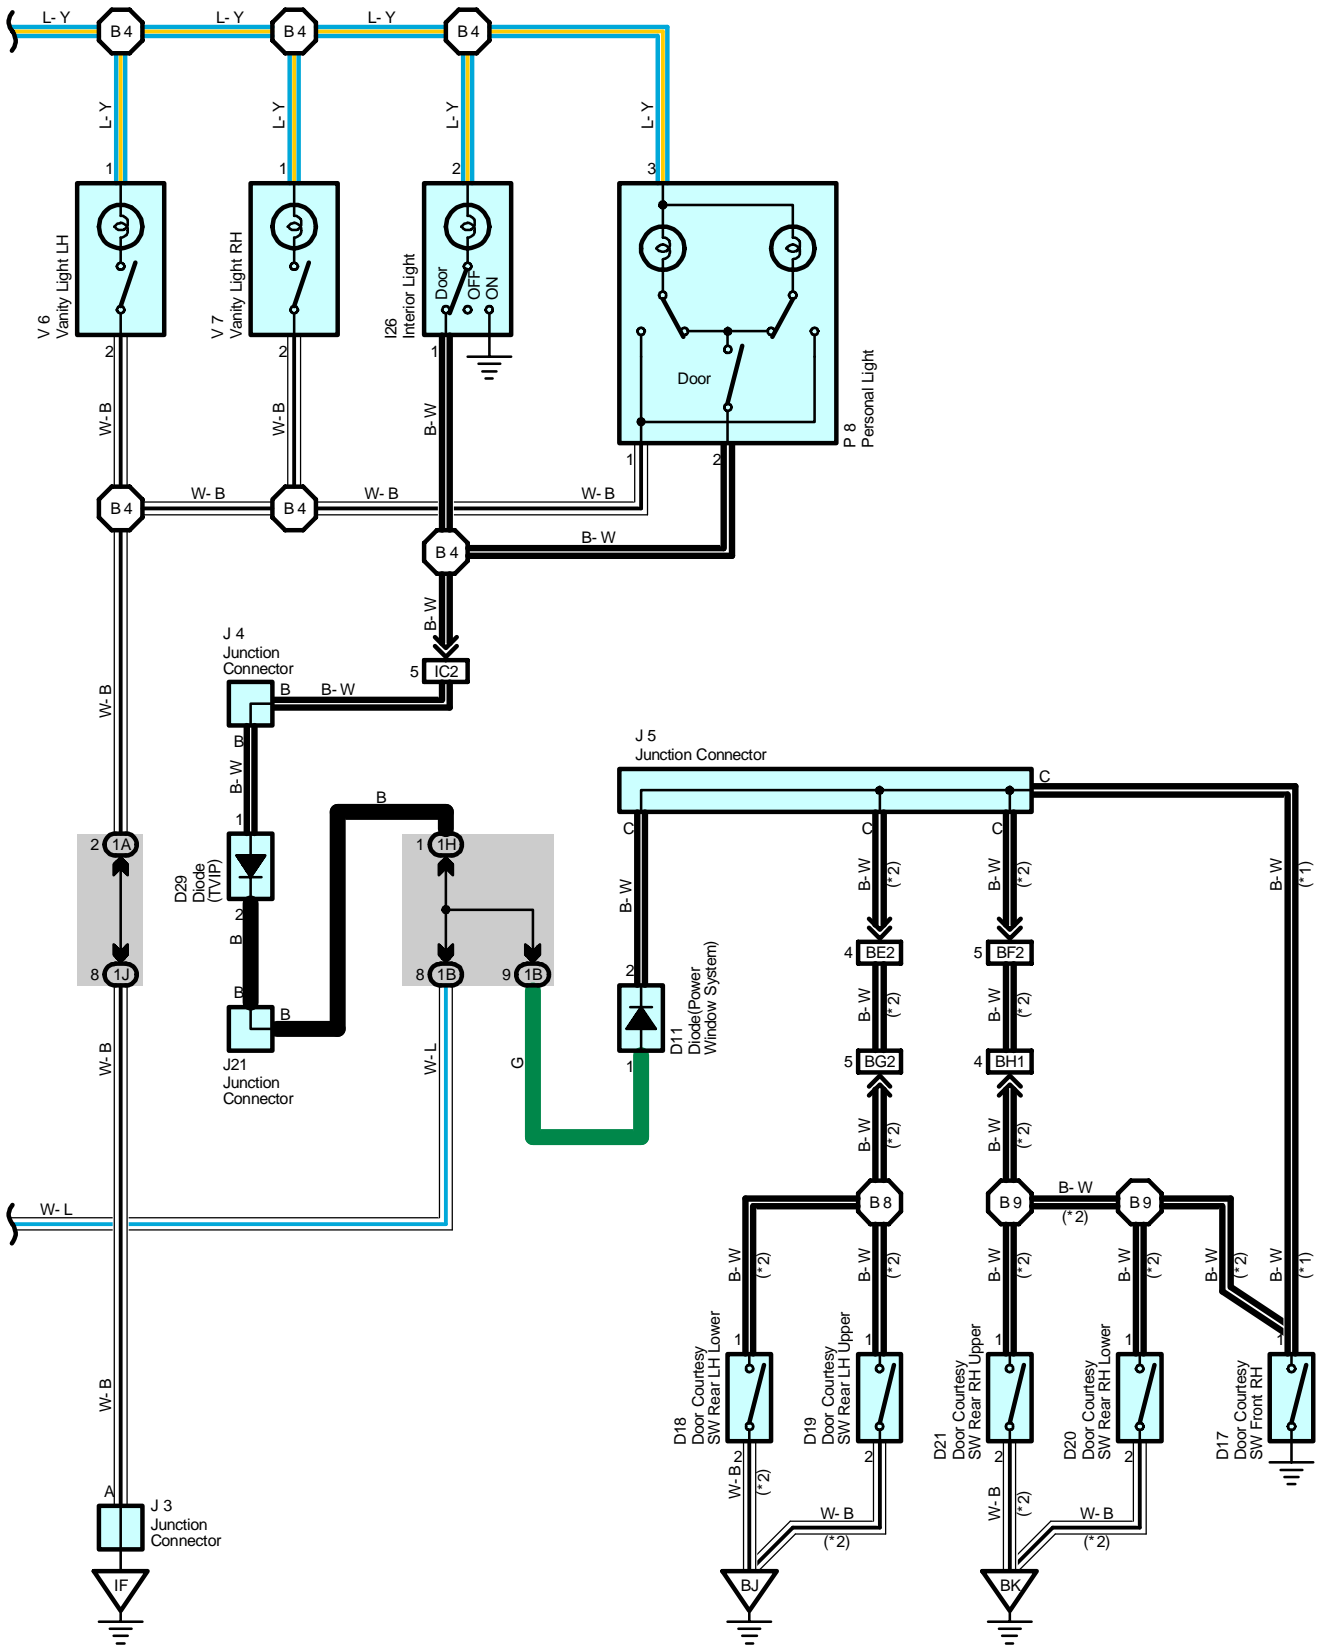 L- Y
L- Y
L- Y
B 4
B 4
B 4
L- Y
L- Y
L- Y
L- Y
1
1
2
3
V 6
Vanity Light LH
V 7
Vanity Light RH
I26
Interior Light
Door
OFF
ON
Door
P 8
Personal Light
2
2
1
1
2
W- B
W- B
B- W
B 4
W- B
B 4
W- B
W- B
B 4
B- W
B- W
5
IC2
J 4
Junction
Connector
B
B- W
W- B
B
B- W
1
D29
Diode
(TVIP)
2
B
B
J21
Junction
Connector
B
B
2
1A
8
1J
1
1H
8
1B
9
1B
J 5
Junction Connector
C
C
C
C
B- W
B- W
(*2)
B- W
(*2)
B- W
(*1)
2
D11
Diode(Power
Window System)
1
4
BE2
5
BF2
B- W
(*2)
B- W
(*2)
5
BG2
4
BH1
W- B
W- L
G
B- W
(*2)
B- W
(*2)
W- L
B 8
B 9
B- W
(*2)
B 9
B- W
(*2)
B- W
(*2)
B- W
(*2)
B- W
(*2)
B- W
(*2)
B- W
(*1)
1
1
1
1
1
D18
Door Courtesy
SW Rear LH Lower
D19
Door Courtesy
SW Rear LH Upper
D21
Door Courtesy
SW Rear RH Upper
D20
Door Courtesy
SW Rear RH Lower
D17
Door Courtesy
SW Front RH
2
2
2
2
W- B
W- B
(*2)
W- B
(*2)
W- B
(*2)
W- B
(*2)
A
J 3
Junction
Connector
IF
BJ
BK